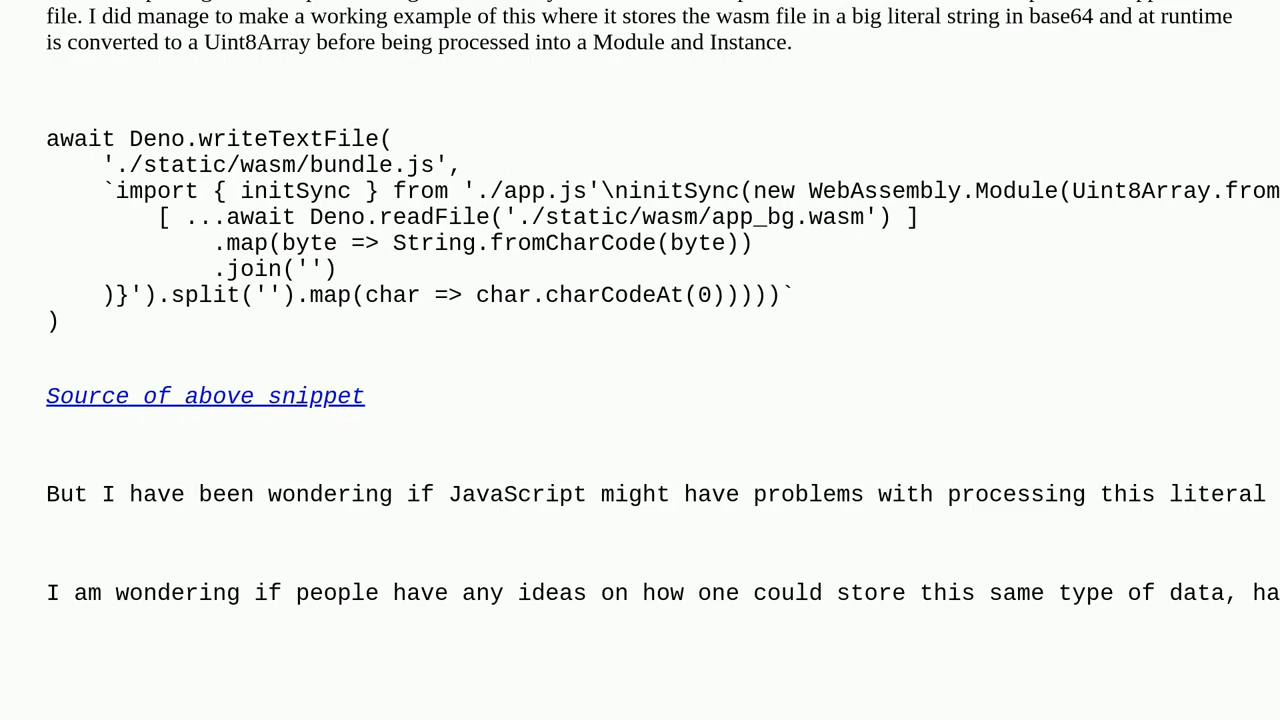 file. I did manage to make a working example of this where it stores the wasm file in a big literal string in base64 and at runtime
is converted to a Uint8Array before being processed into a Module and Instance.
await Deno.writeTextFile(
    './static/wasm/bundle.js',
    `import { initSync } from './app.js'\ninitSync(new WebAssembly.Module(Uint8Array.from
        [ ...await Deno.readFile('./static/wasm/app_bg.wasm') ]
            .map(byte => String.fromCharCode(byte))
            .join('')
    )}').split('').map(char => char.charCodeAt(0)))))`
)
Source of above snippet
But I have been wondering if JavaScript might have problems with processing this literal
I am wondering if people have any ideas on how one could store this same type of data, ha